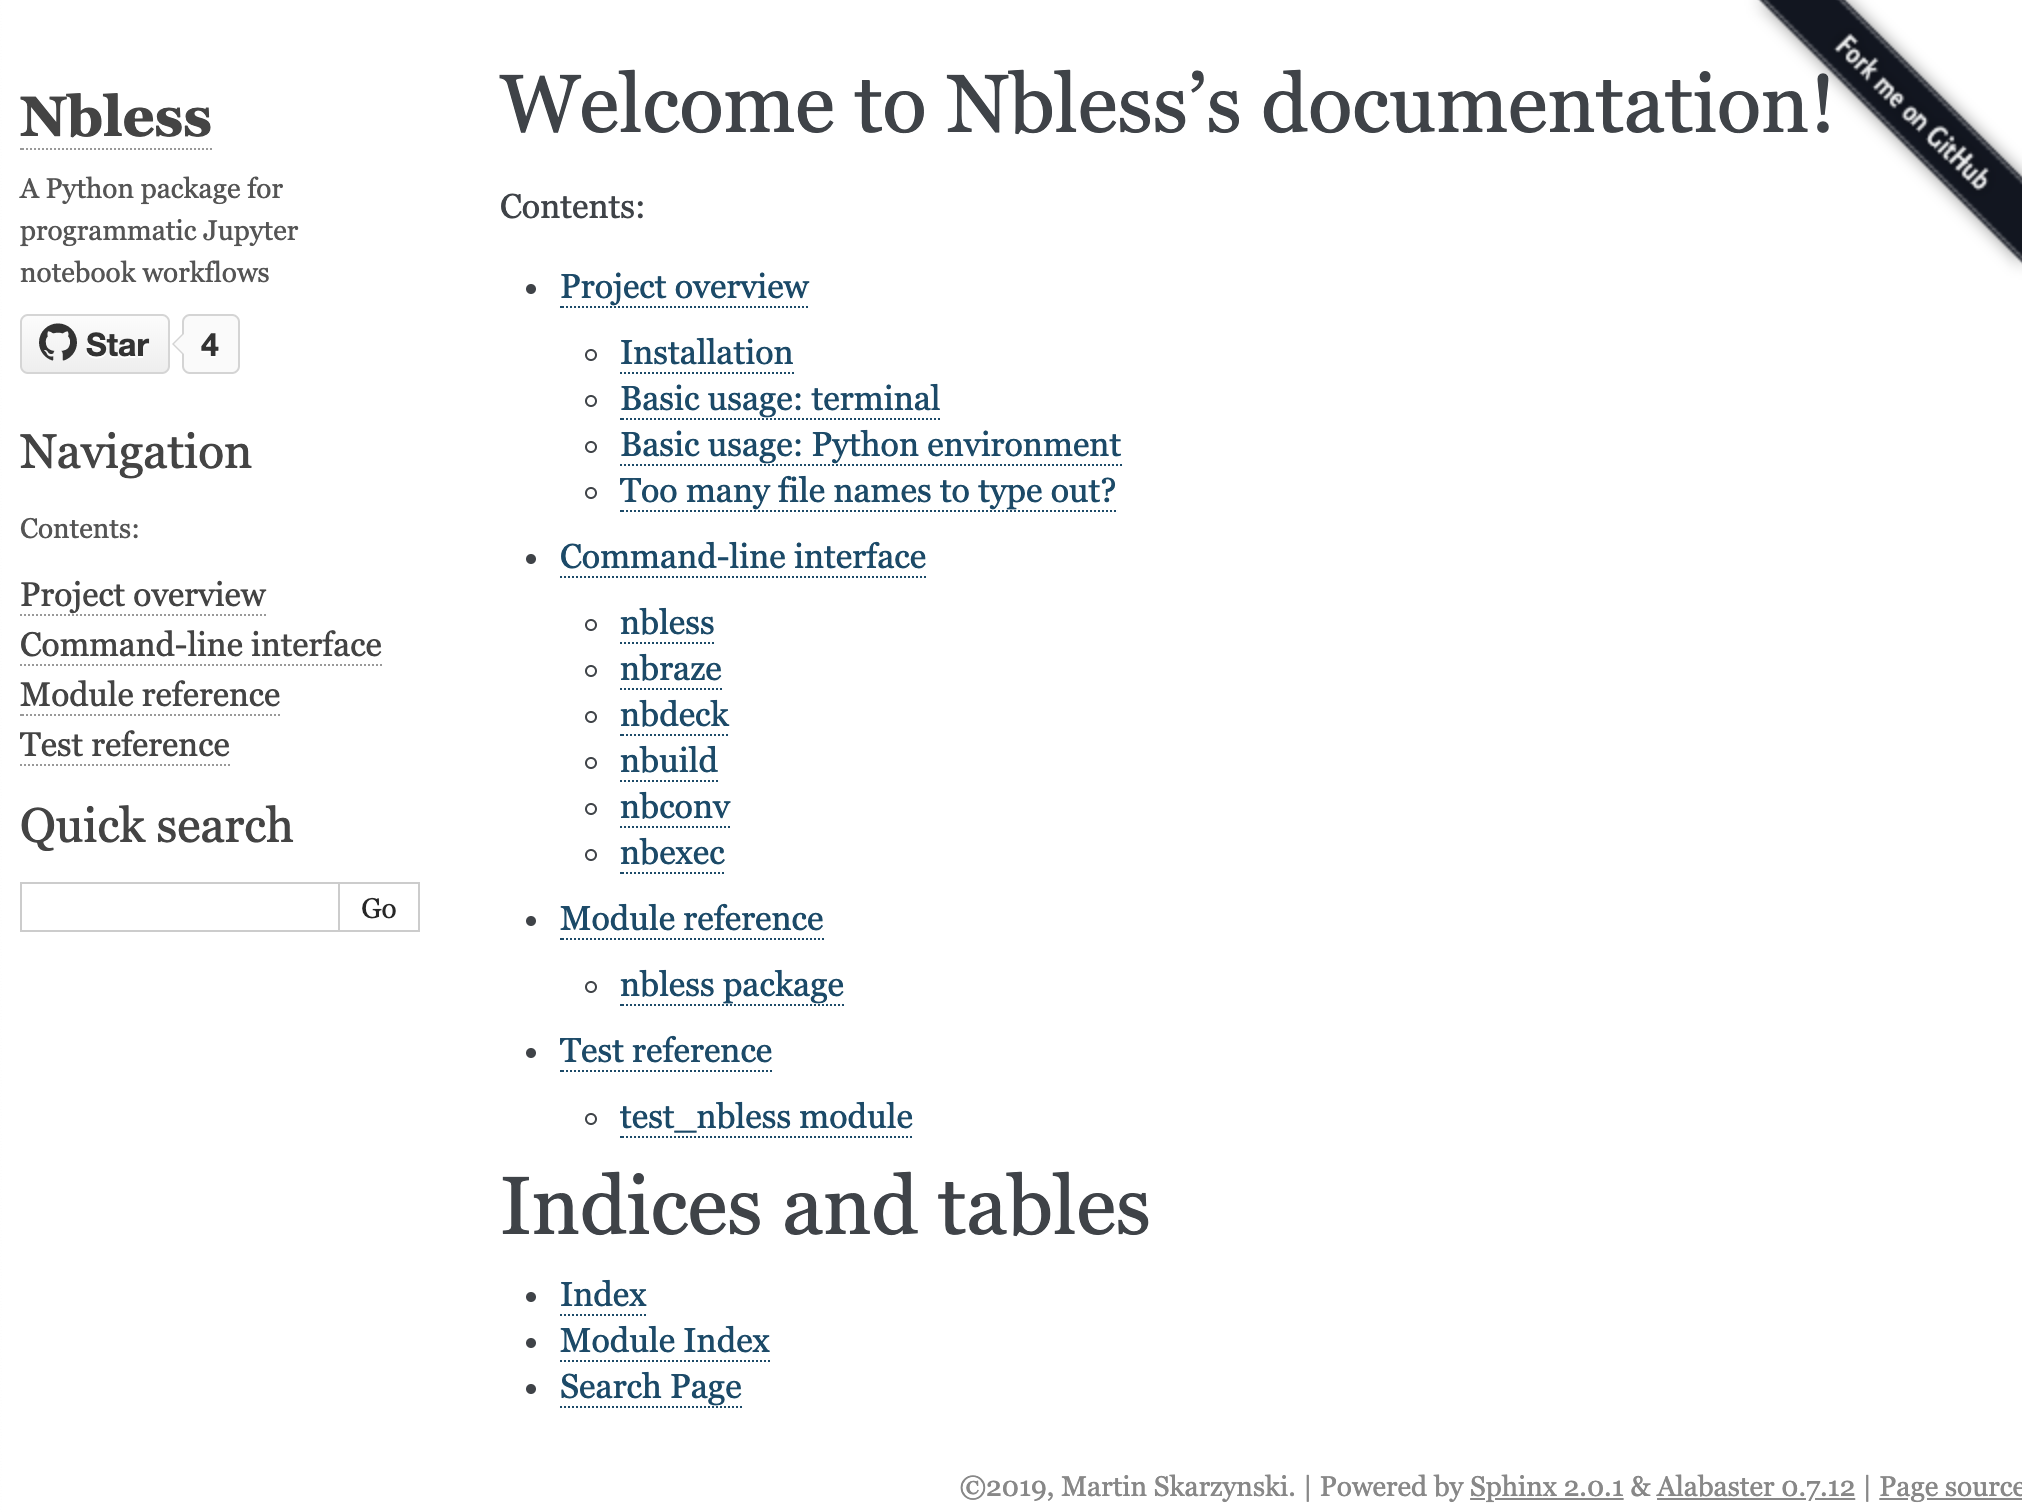 Nbless
A Python package for
programmatic Jupyter
notebook workflows
Star
4
Navigation
Contents:
Project overview
Command-line interface
Module reference
Test reference
Quick search
Go
Welcome to Nbless’s documentation!
Contents:
Project overview
Installation
Basic usage: terminal
Basic usage: Python environment
Too many file names to type out?
Command-line interface
nbless
nbraze
nbdeck
nbuild
nbconv
nbexec
Module reference
nbless package
Test reference
test_nbless module
Indices and tables
Index
Module Index
Search Page
©2019, Martin Skarzynski. | Powered by Sphinx 2.0.1 & Alabaster 0.7.12 | Page source
Fork me on GitHub